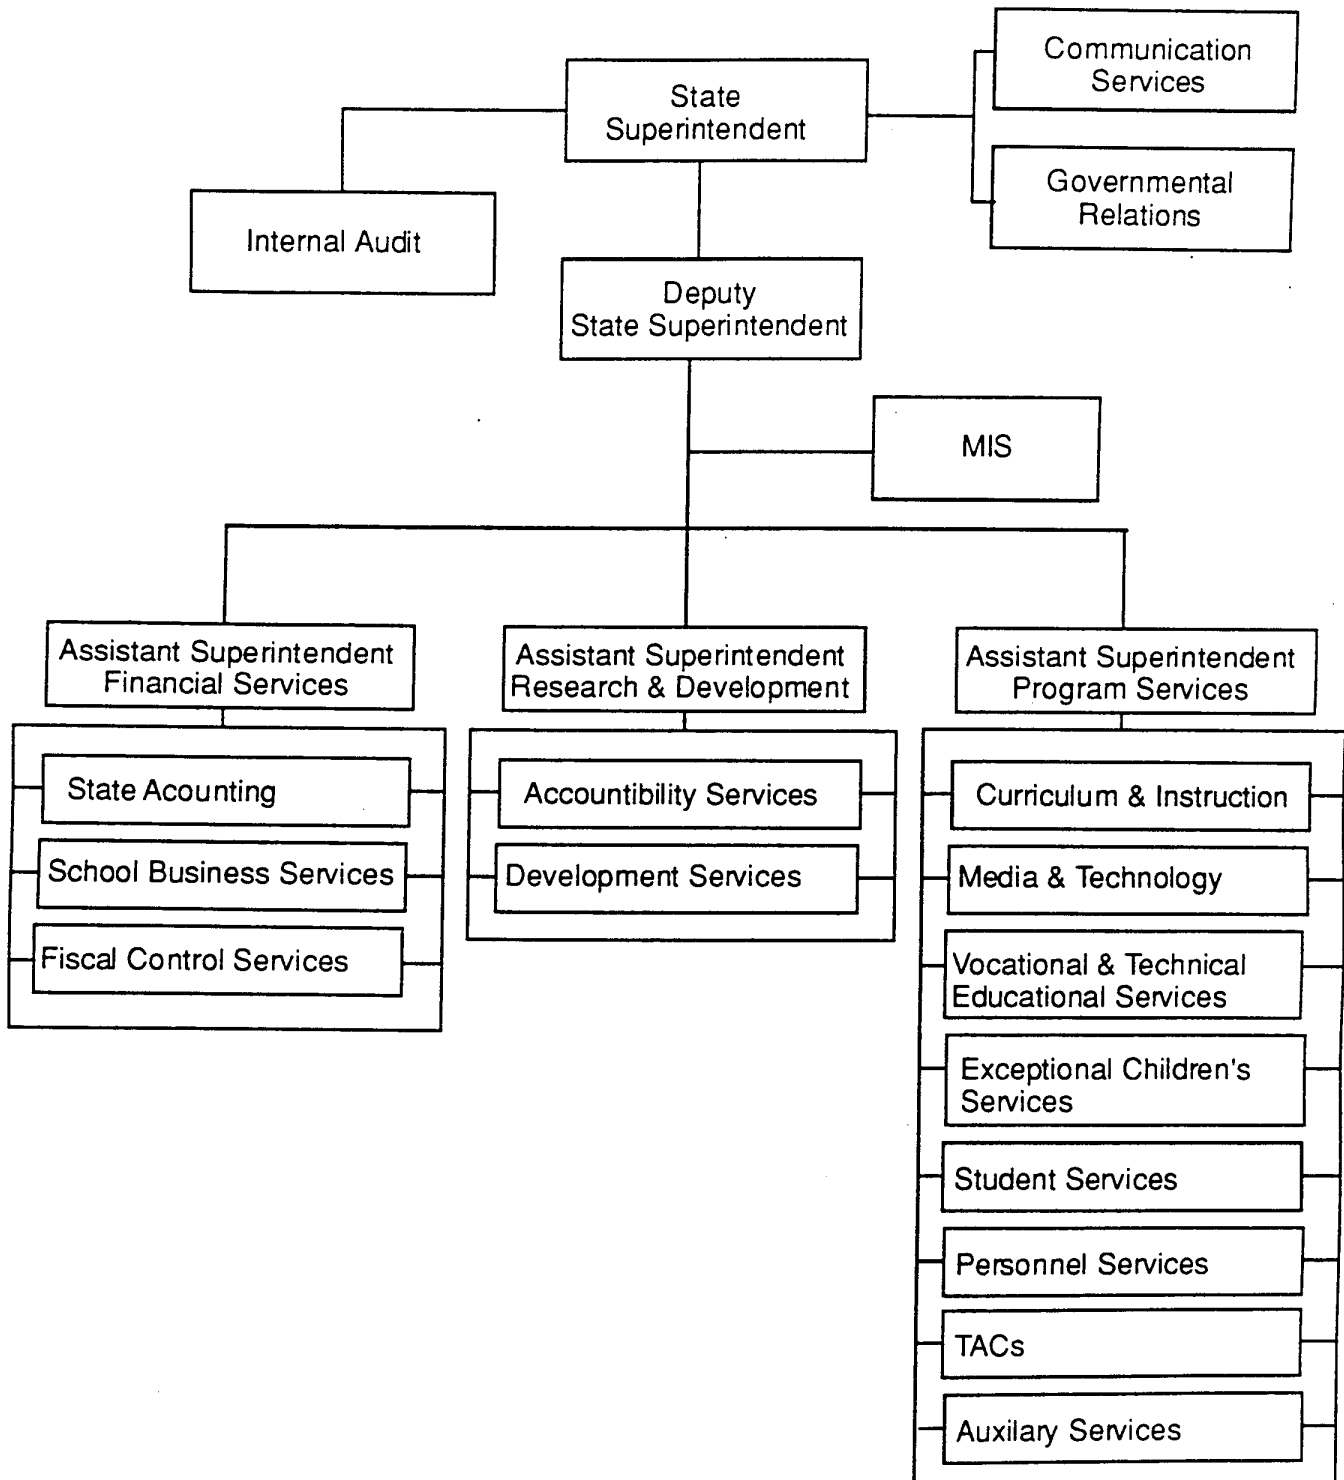 Communication
Services
State
Superintendent
Governmental
Relations
Internal Audit
Deputy
State Superintendent
MIS
Assistant Superintendent
Financial Services
State Acounting
School Business Services
Fiscal Control Services
Assistant Superintendent
Research & Development
Accountibility Services
Development Services
Assistant Superintendent
Program Services
Curriculum & Instruction
Media & Technology
Vocational & Technical
Educational Services
Exceptional Children's
Services
Student Services
Personnel Services
TACs
Auxilary Services